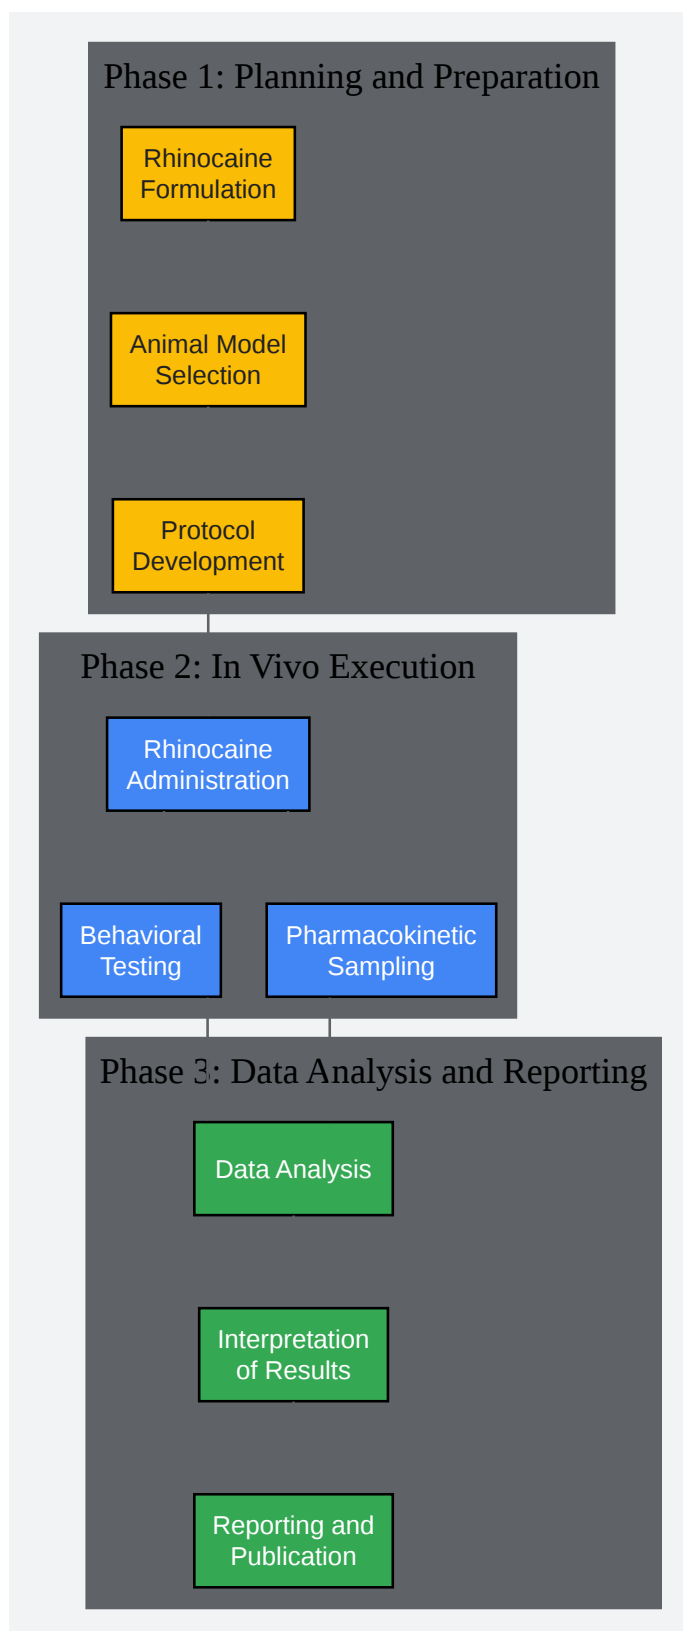 Phase 1: Planning and Preparation
Rhinocaine
Formulation
Animal Model
Selection
Protocol
Development
Phase 2: In Vivo Execution
Rhinocaine
Administration
Behavioral
Testing
Pharmacokinetic
Sampling
Phase 3: Data Analysis and Reporting
Data Analysis
Interpretation
of Results
Reporting and
Publication